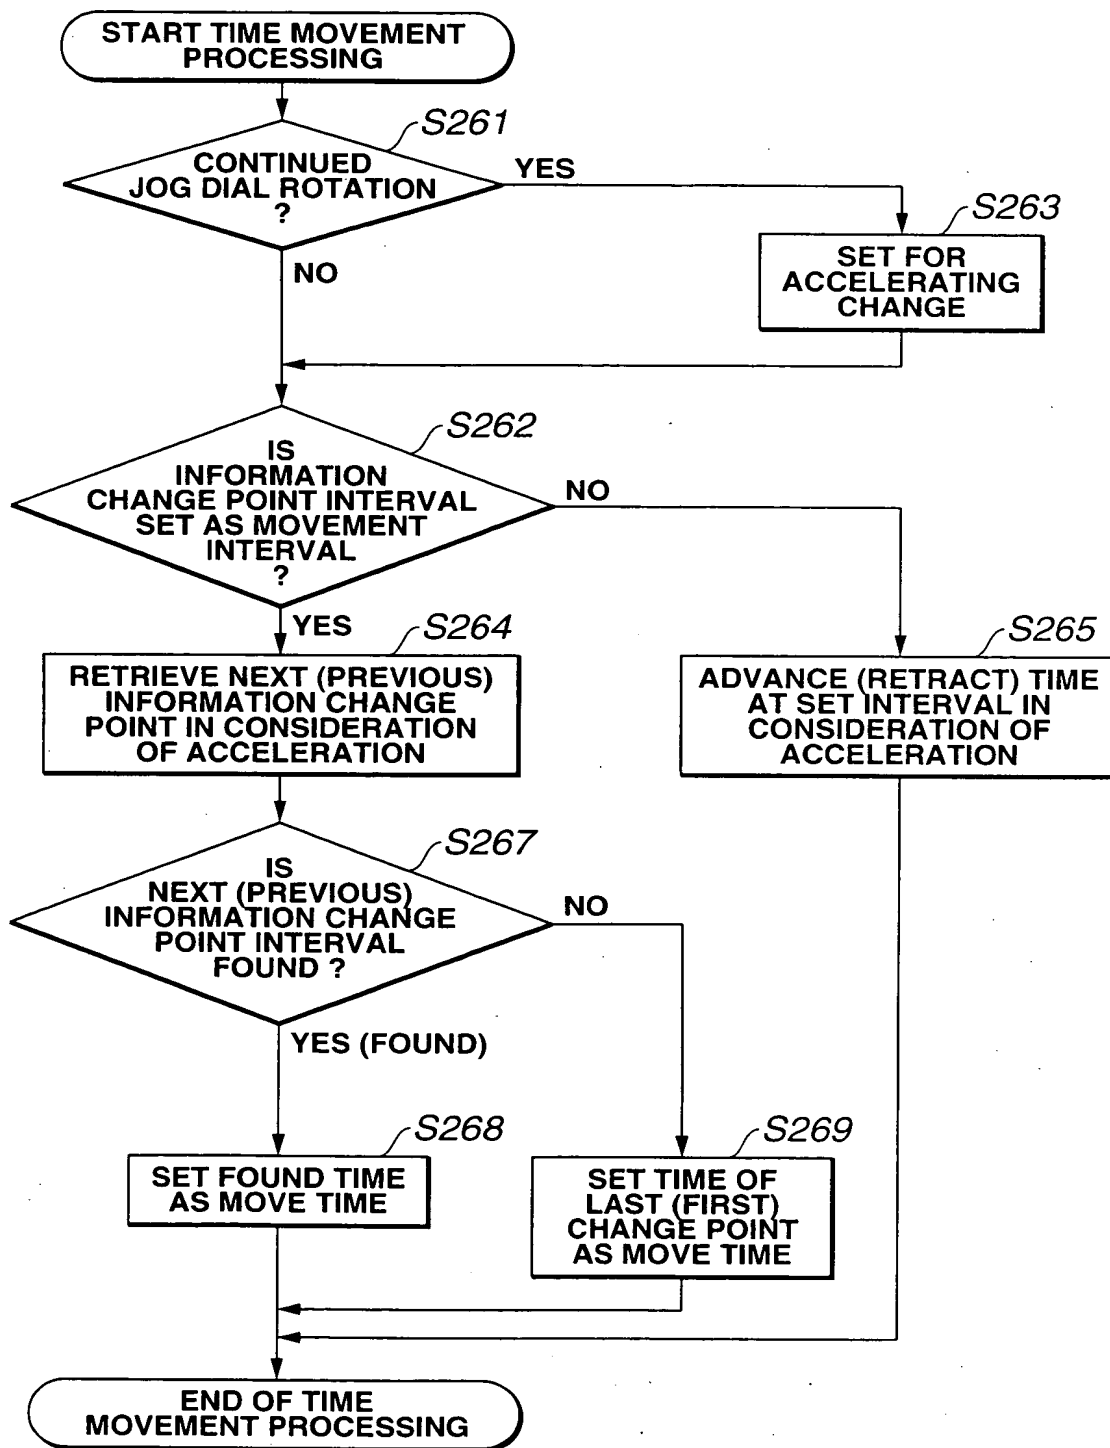 START TIME MOVEMENT
PROCESSING
S261
CONTINUED
JOG DIAL ROTATION
?
YES
S263
SET FOR
ACCELERATING
CHANGE
NO
S262
IS
INFORMATION
CHANGE POINT INTERVAL
SET AS MOVEMENT
INTERVAL
?
NO
YES
S264
RETRIEVE NEXT (PREVIOUS)
INFORMATION CHANGE
POINT IN CONSIDERATION
OF ACCELERATION
S265
ADVANCE (RETRACT) TIME
AT SET INTERVAL IN
CONSIDERATION OF
ACCELERATION
S267
IS
NEXT (PREVIOUS)
INFORMATION CHANGE
POINT INTERVAL
FOUND ?
NO
YES (FOUND)
S268
SET FOUND TIME
AS MOVE TIME
S269
SET TIME OF
LAST (FIRST)
CHANGE POINT
AS MOVE TIME
END OF TIME
MOVEMENT PROCESSING